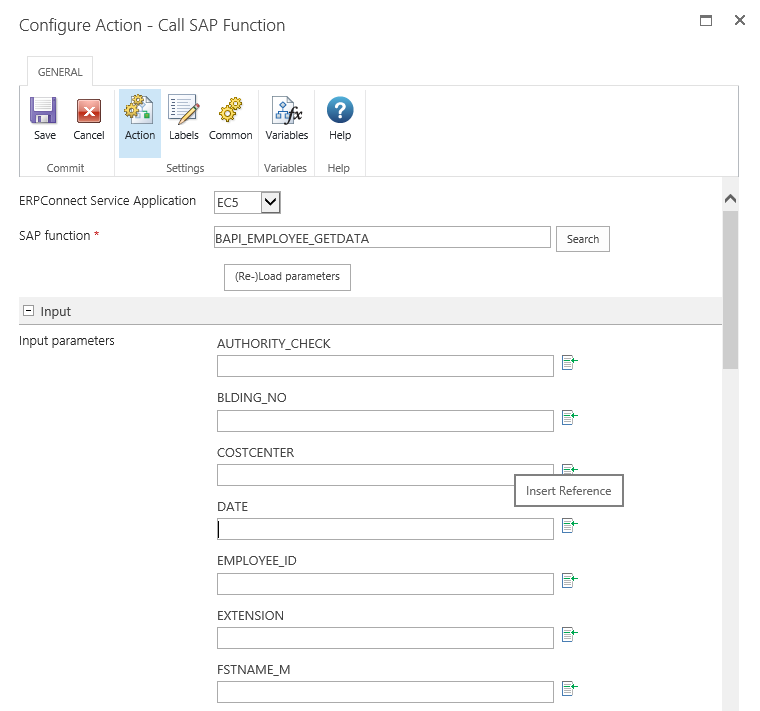 Configure Action - Call SAP Function
GENERAL
Save
Cancel
Action
Labels
Common
Variables
Help
Commit
Settings
Variables
Help
ERPConnect Service Application
EC5
SAP function *
BAPI_EMPLOYEE_GETDATA
Search
(Re-)Load parameters
Input
Input parameters
AUTHORITY_CHECK
BLDING_NO
COSTCENTER
Insert Reference
DATE
EMPLOYEE_ID
EXTENSION
FSTNAME_M